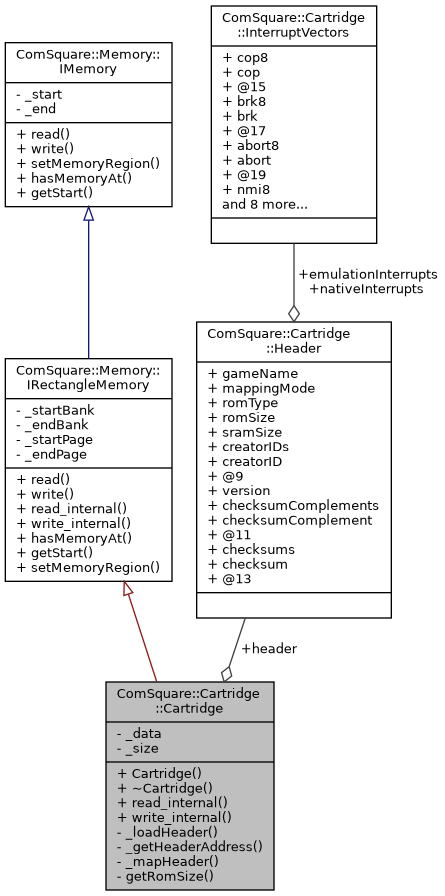 ComSquare::Cartridge
::InterruptVectors
+ cop8
+ cop
+ @15
+ brk8
+ brk
+ @17
+ abort8
+ abort
+ @19
+ nmi8
and 8 more...
ComSquare::Memory::
IMemory
- _start
- _end
+ read()
+ write()
+ setMemoryRegion()
+ hasMemoryAt()
+ getStart()
+emulationInterrupts
+nativeInterrupts
ComSquare::Cartridge
::Header
+ gameName
+ mappingMode
+ romType
+ romSize
+ sramSize
+ creatorIDs
+ creatorID
+ @9
+ version
+ checksumComplements
+ checksumComplement
+ @11
+ checksums
+ checksum
+ @13
ComSquare::Memory::
IRectangleMemory
- _startBank
- _endBank
- _startPage
- _endPage
+ read()
+ write()
+ read_internal()
+ write_internal()
+ hasMemoryAt()
+ getStart()
+ setMemoryRegion()
+header
ComSquare::Cartridge
::Cartridge
- _data
- _size
+ Cartridge()
+ ~Cartridge()
+ read_internal()
+ write_internal()
- _loadHeader()
- _getHeaderAddress()
- _mapHeader()
- getRomSize()